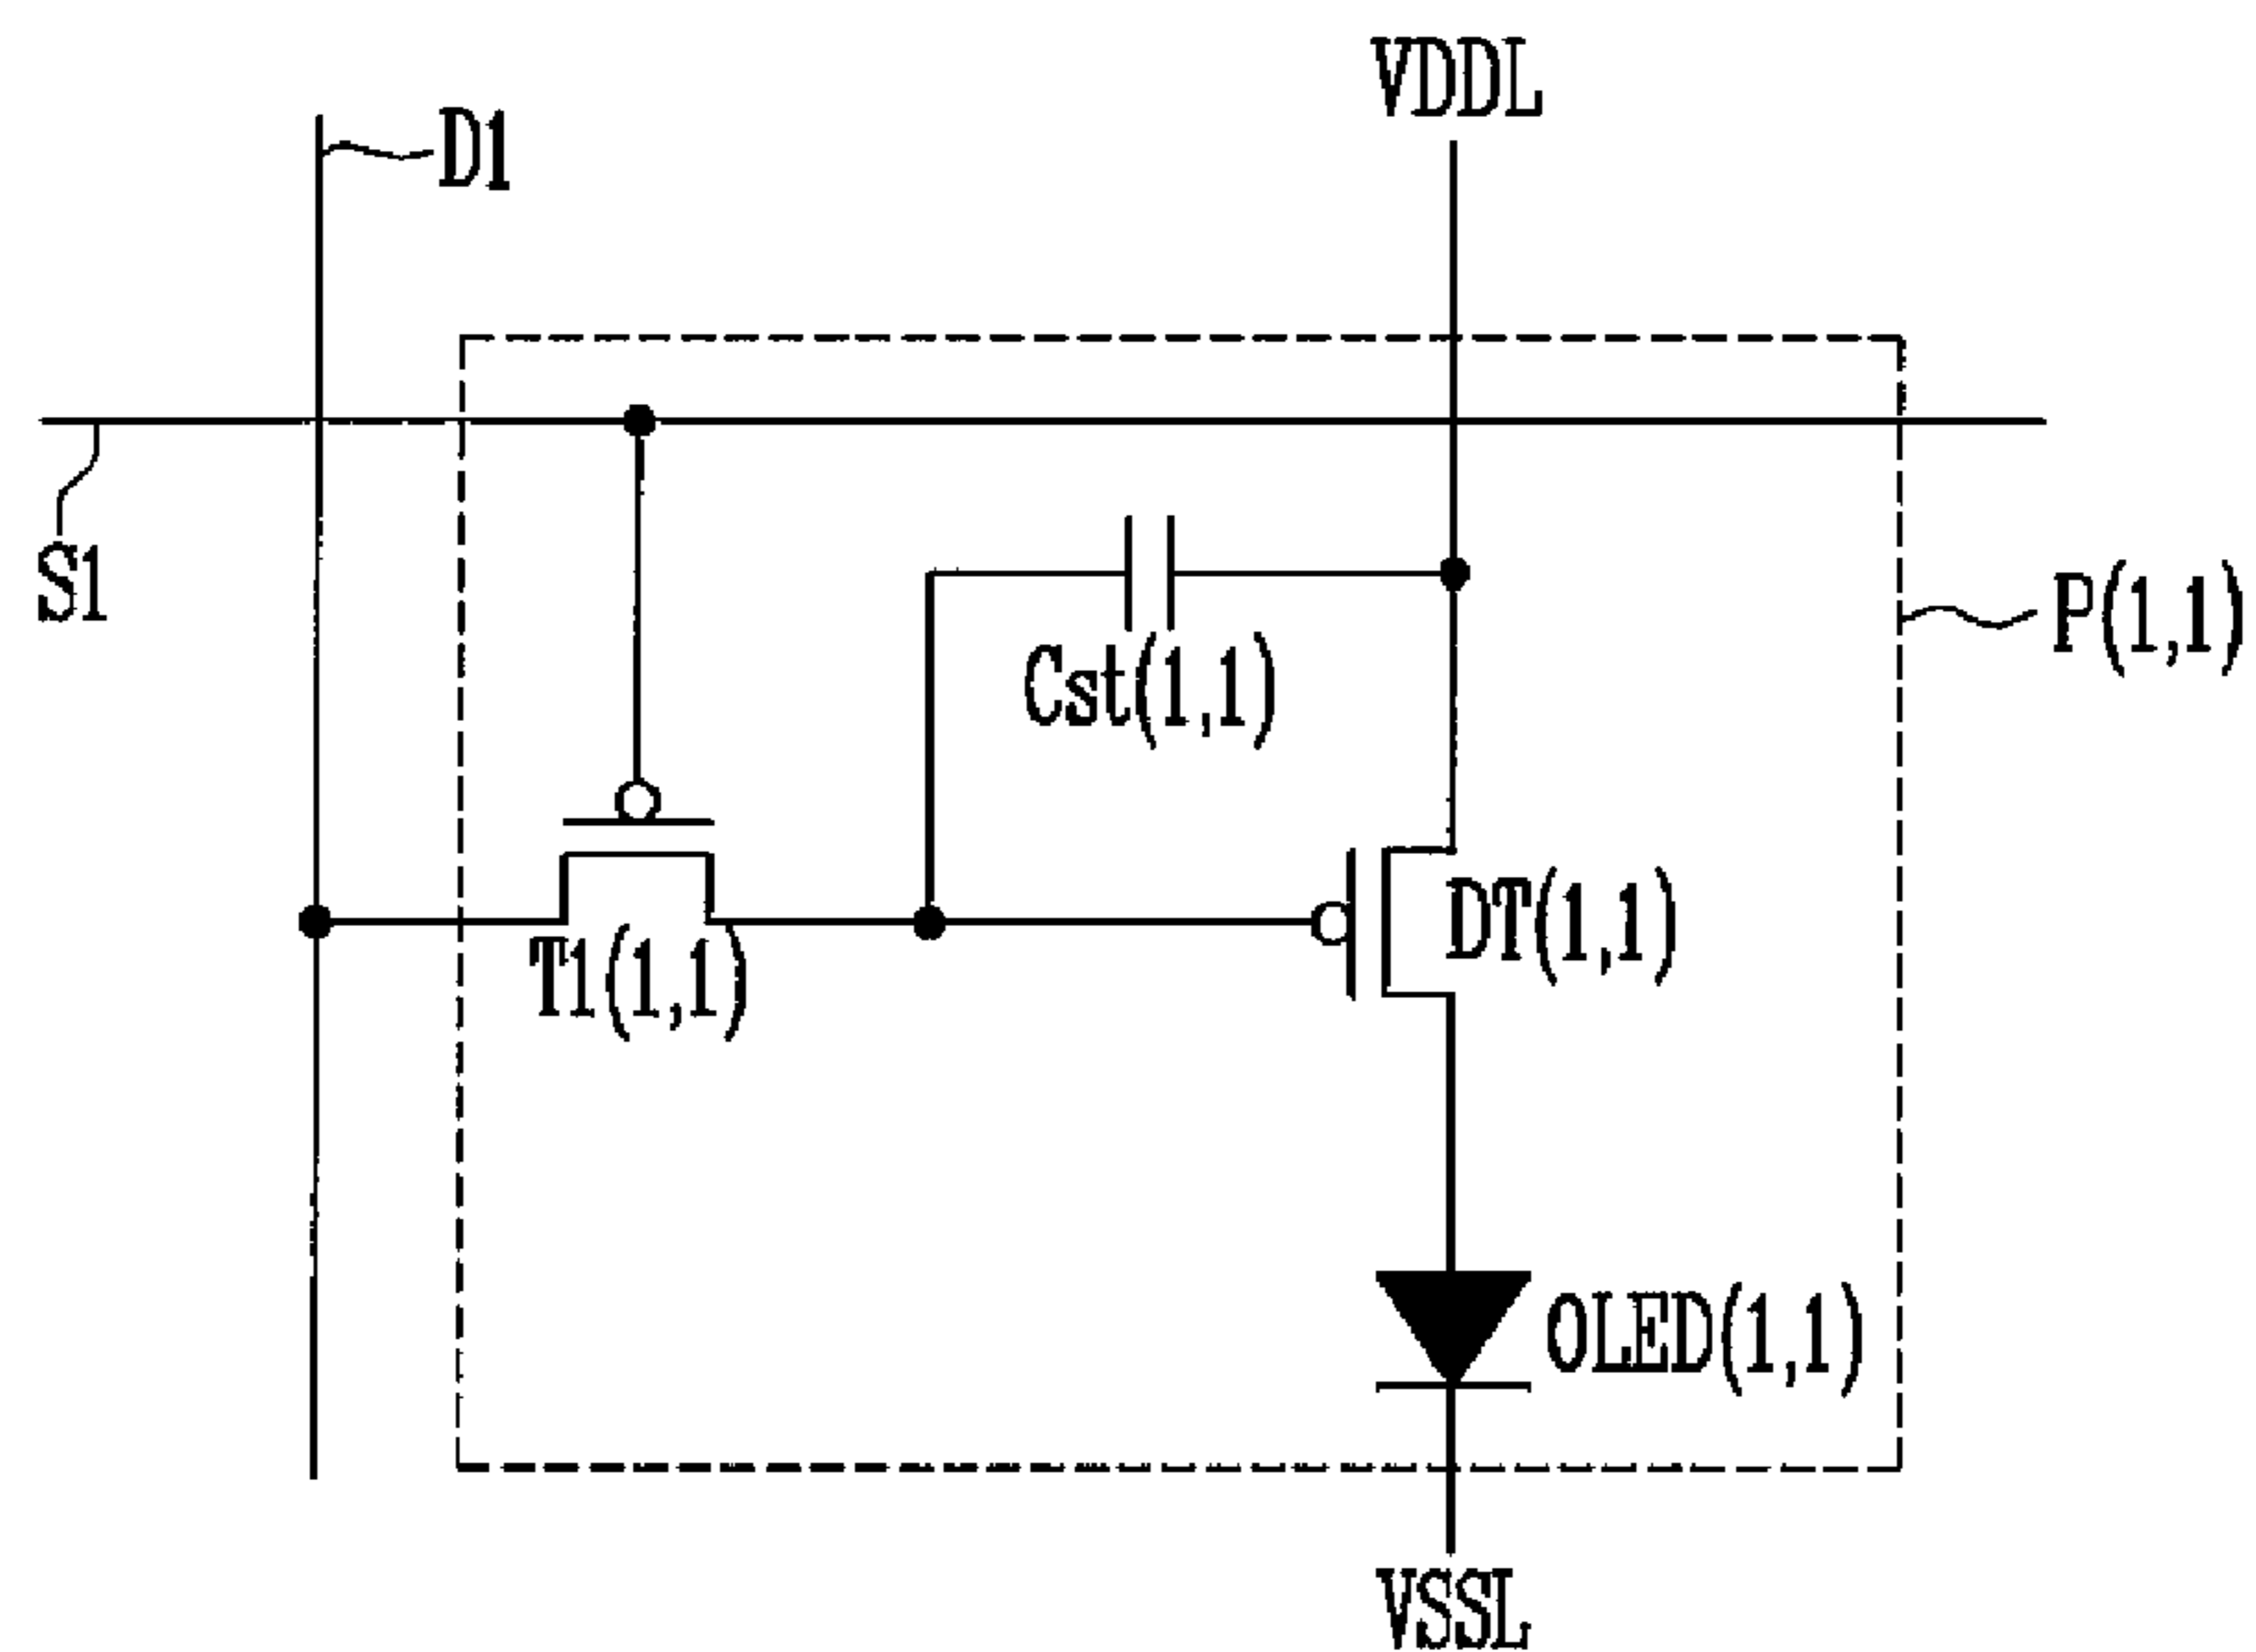 VDDL
D1
S1
P(1,1)
Cst(1,1)
DT(1,1)
T1(1,1)
OLED(1,1)
VSSL